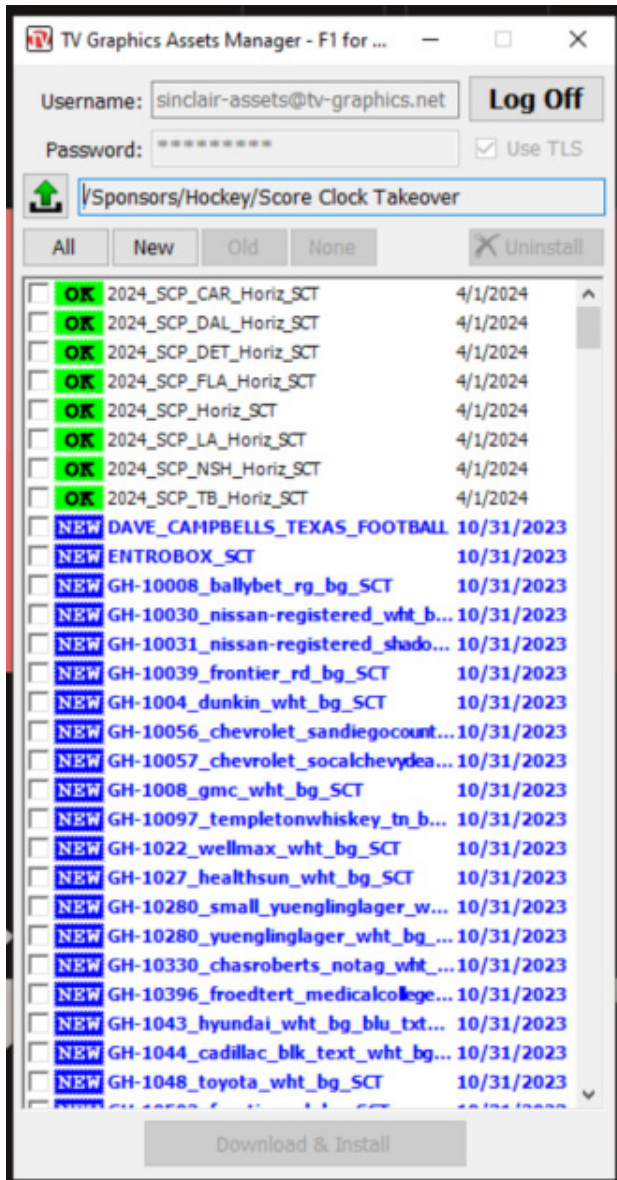 TV Graphics Assets Manager - F1 for ...
Username: sinclair-assets@tv-graphics.net Log Off
Password: ********* Use TLS
/Sponsors/Hockey/Score Clock Takeover
All New Old None Uninstall
OK 2024_SCP_CAR_Horiz_SCT 4/1/2024
OK 2024_SCP_DAL_Horiz_SCT 4/1/2024
OK 2024_SCP_DET_Horiz_SCT 4/1/2024
OK 2024_SCP_FLA_Horiz_SCT 4/1/2024
OK 2024_SCP_Horiz_SCT 4/1/2024
OK 2024_SCP_LA_Horiz_SCT 4/1/2024
OK 2024_SCP_NSH_Horiz_SCT 4/1/2024
OK 2024_SCP_TB_Horiz_SCT 4/1/2024
NEW DAVE_CAMPBELLS_TEXAS_FOOTBALL 10/31/2023
NEW ENTROBOX_SCT 10/31/2023
NEW GH-10008_ballybet_rg_bg_SCT 10/31/2023
NEW GH-10030_nissan-registered_wht_b... 10/31/2023
NEW GH-10031_nissan-registered_shado... 10/31/2023
NEW GH-10039_frontier_rd_bg_SCT 10/31/2023
NEW GH-1004_dunkin_wht_bg_SCT 10/31/2023
NEW GH-10056_chevrolet_sandiegocount... 10/31/2023
NEW GH-10057_chevrolet_socalchevydea... 10/31/2023
NEW GH-1008_gmc_wht_bg_SCT 10/31/2023
NEW GH-10097_templetonwhiskey_tn_b... 10/31/2023
NEW GH-1022_wellmax_wht_bg_SCT 10/31/2023
NEW GH-1027_healthsun_wht_bg_SCT 10/31/2023
NEW GH-10280_small_yuenglinglager_w... 10/31/2023
NEW GH-10280_yuenglinglager_wht_bg_... 10/31/2023
NEW GH-10330_chasroberts_notag_wht_... 10/31/2023
NEW GH-10396_froedtert_medicalcollege... 10/31/2023
NEW GH-1043_hyundai_wht_bg_blu_txt... 10/31/2023
NEW GH-1044_cadillac_blk_text_wht_bg... 10/31/2023
NEW GH-1048_toyota_wht_bg_SCT 10/31/2023
Download & Install